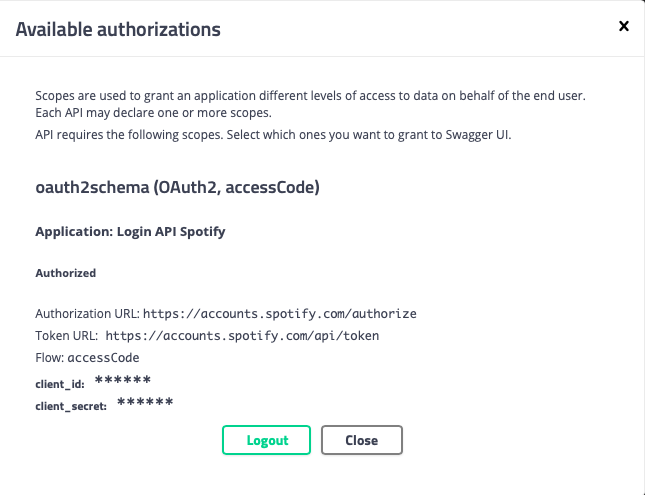 Available authorizations
Scopes are used to grant an application different levels of access to data on behalf of the end user.
Each API may declare one or more scopes.
API requires the following scopes. Select which ones you want to grant to Swagger UI.
oauth2schema (OAuth2, accessCode)
Application: Login API Spotify
Authorized
Authorization URL: https://accounts.spotify.com/authorize
Token URL: https://accounts.spotify.com/api/token
Flow: accessCode
client_id: ******
client_secret: ******
Logout Close